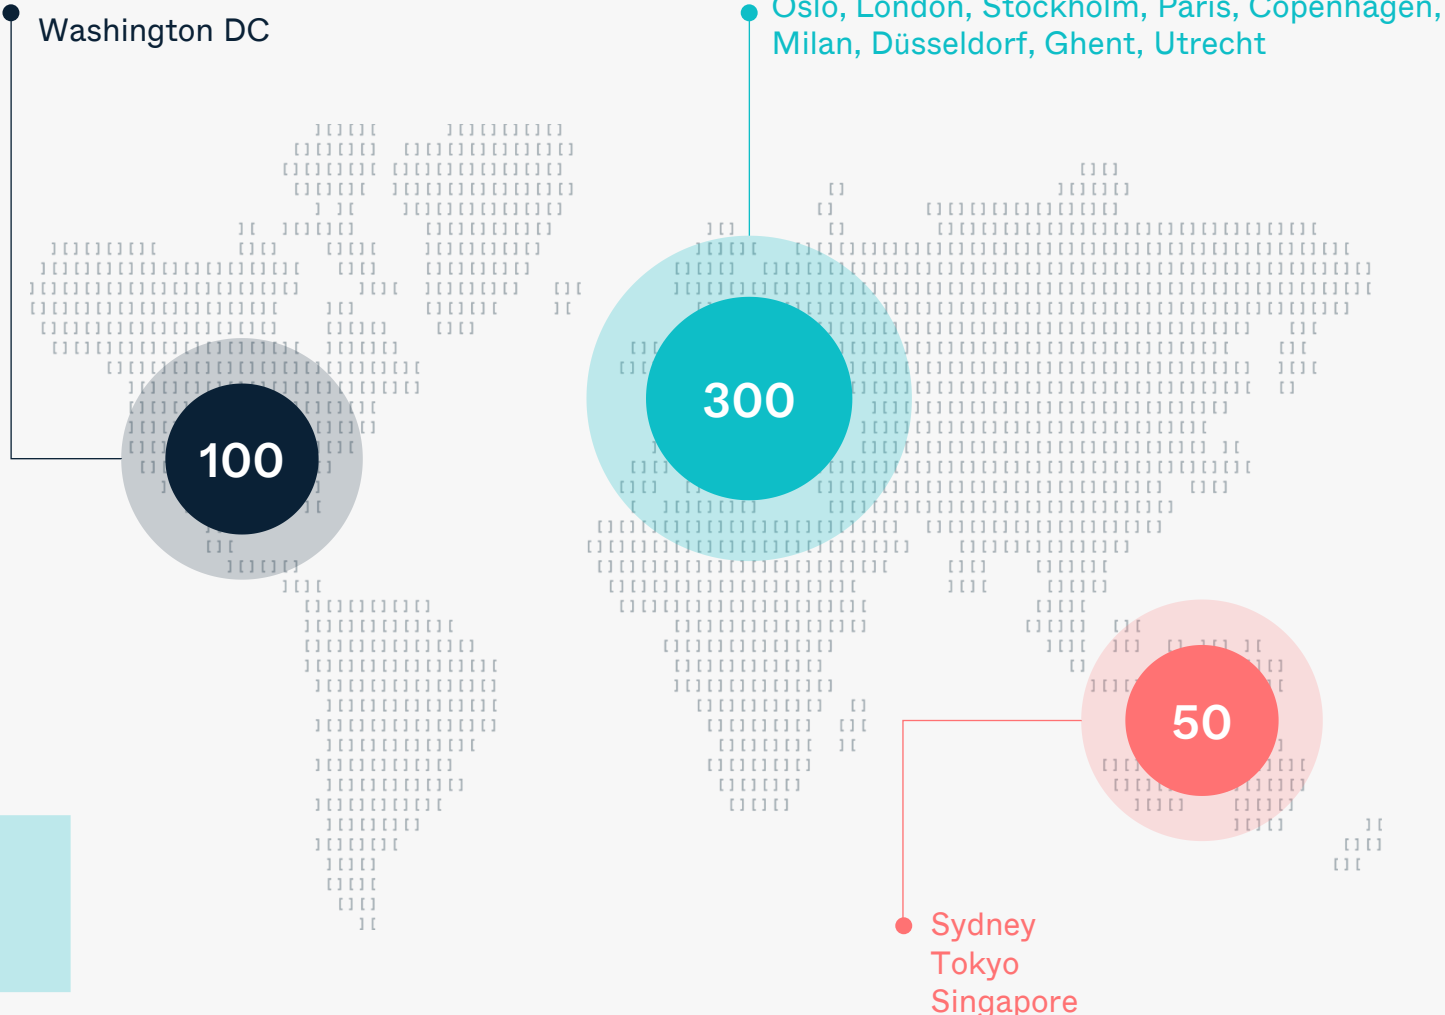 Washington DC
Oslo, London, Stockholm, Paris, Copenhagen,
Milan, Düsseldorf, Ghent, Utrecht
300
100
50
Sydney
Tokyo
Singapore